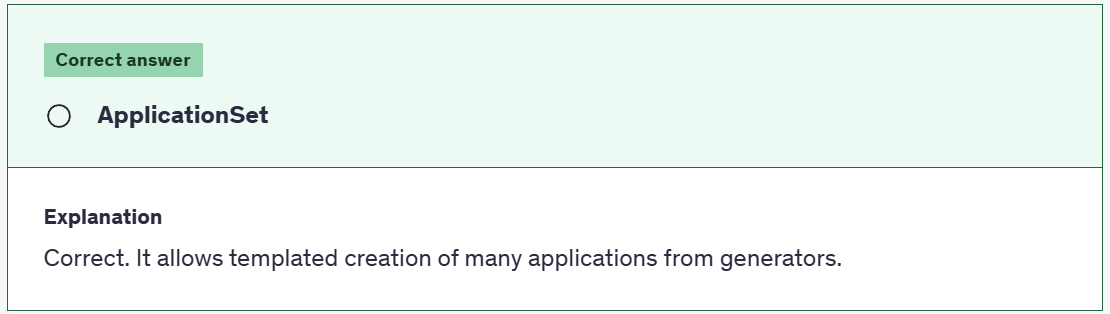 Correct answer
ApplicationSet
Explanation
Correct. It allows templated creation of many applications from generators.